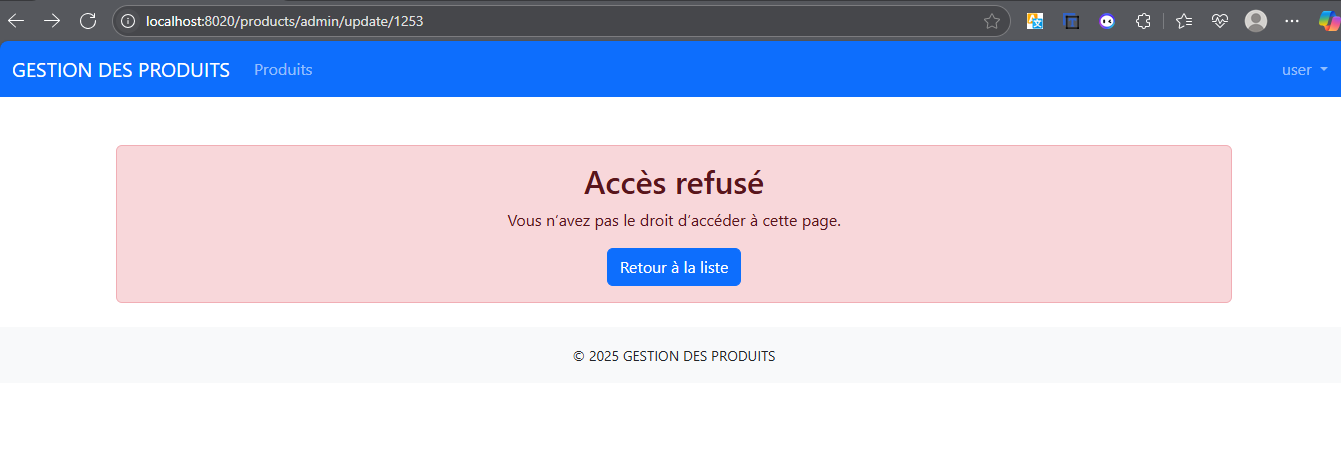 localhost:8020/products/admin/update/1253
GESTION DES PRODUITS Produits user
Accès refusé
Vous n’avez pas le droit d’accéder à cette page.
Retour à la liste
© 2025 GESTION DES PRODUITS